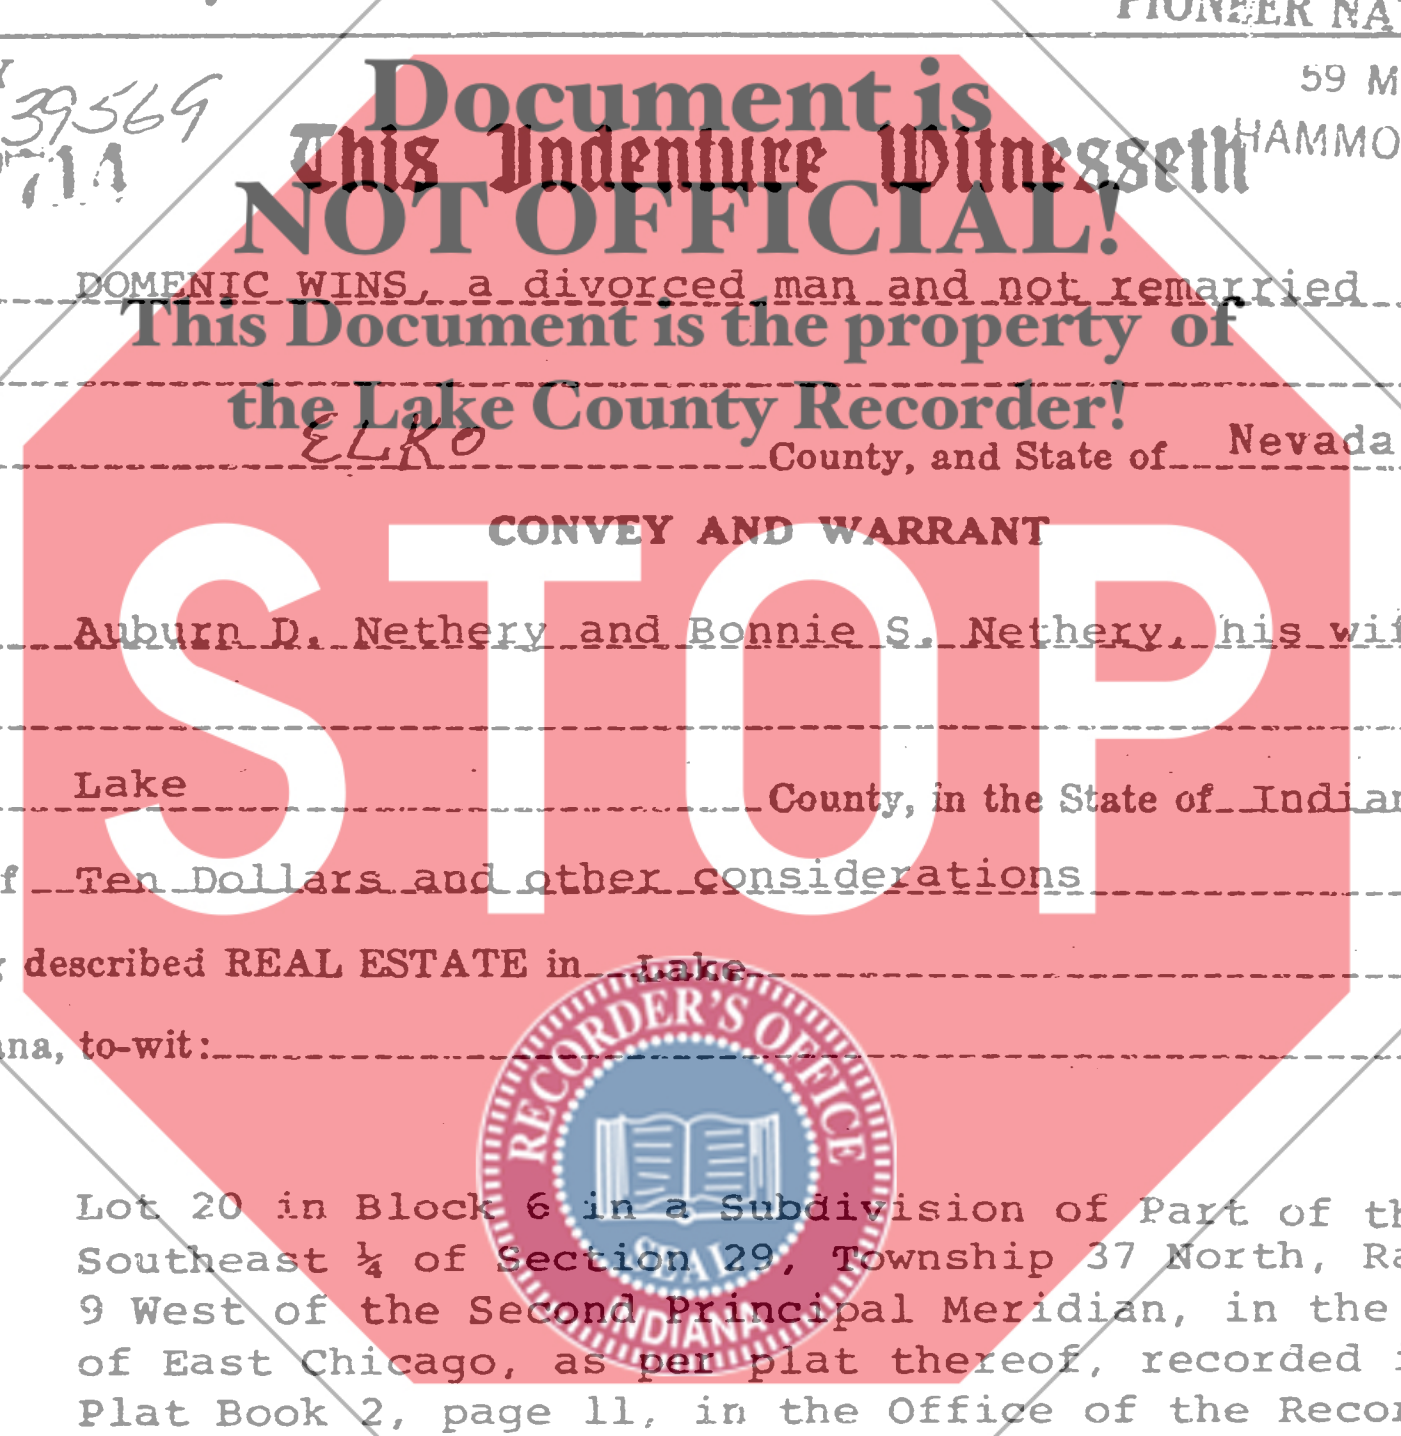 PIONEER NA
59 M
39569
Document is
HAMMO
This Indenture Witnesseth
714
NOT OFFICIAL!
DOMENIC WINS, a divorced man and not remarried
This Document is the property of
the Lake County Recorder!
ELKO County, and State of Nevada
CONVEY AND WARRANT
STOP
Auburn D. Nethery and Bonnie S. Nethery, his wif
Lake County, in the State of Indian
f Ten Dollars and other considerations
described REAL ESTATE in Lake
ana, to-wit:
RECORDER'S OFFICE
SEAL
INDIANA
Lot 20 in Block 6 in a Subdivision of Part of th
Southeast ¼ of Section 29, Township 37 North, Ra
9 West of the Second Principal Meridian, in the
of East Chicago, as per plat thereof, recorded i
Plat Book 2, page 11, in the Office of the Recor